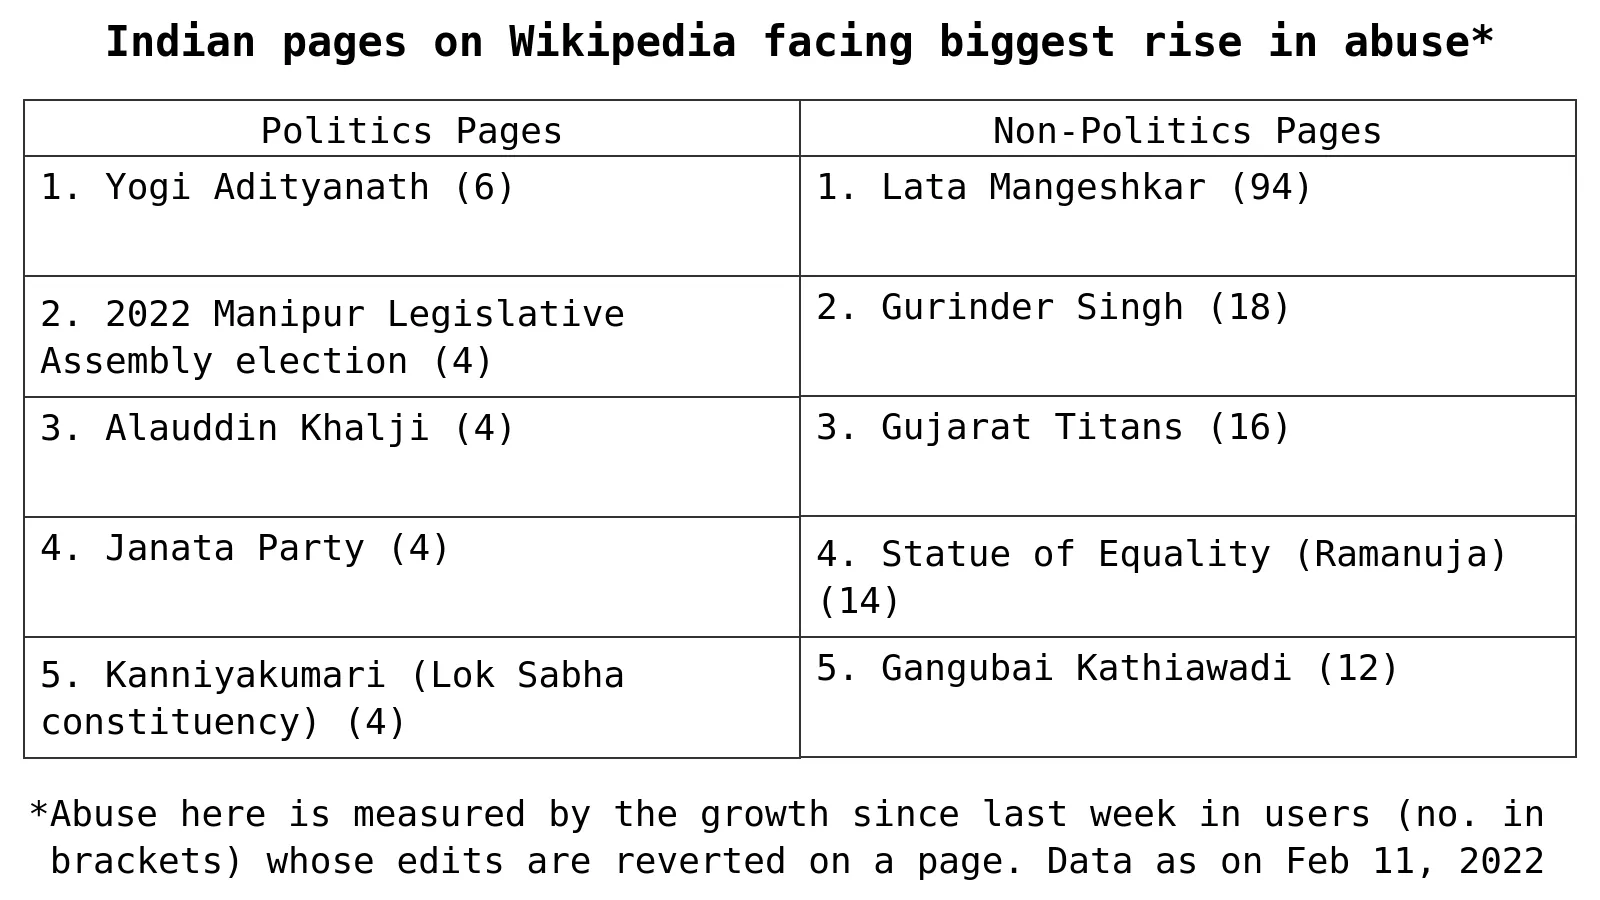 Indian pages on Wikipedia facing biggest rise in abuse*
Politics Pages
Non-Politics Pages
1. Yogi Adityanath (6)
1. Lata Mangeshkar (94)
2. 2022 Manipur Legislative
Assembly election (4)
2. Gurinder Singh (18)
3. Alauddin Khalji (4)
3. Gujarat Titans (16)
4. Janata Party (4)
4. Statue of Equality (Ramanuja)
(14)
5. Kanniyakumari (Lok Sabha
constituency) (4)
5. Gangubai Kathiawadi (12)
*Abuse here is measured by the growth since last week in users (no. in
brackets) whose edits are reverted on a page. Data as on Feb 11, 2022